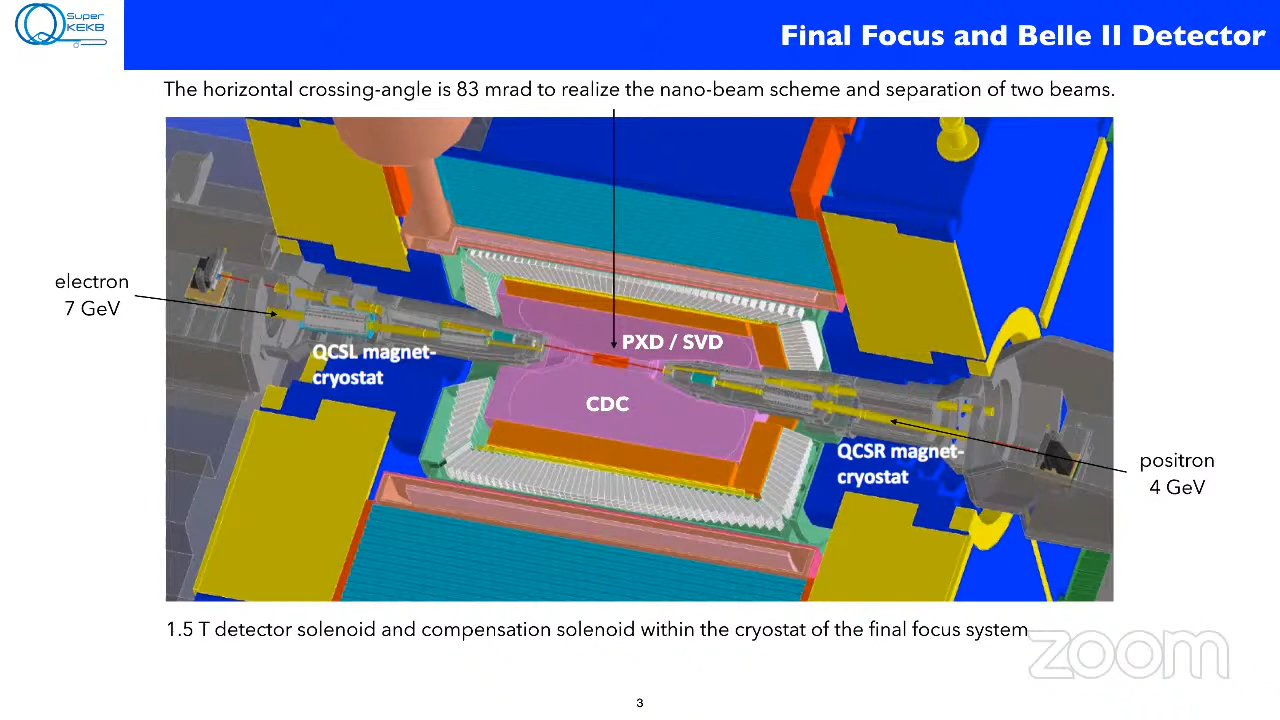 Super
KEKB
Final Focus and Belle II Detector
The horizontal crossing-angle is 83 mrad to realize the nano-beam scheme and separation of two beams.
electron
7 GeV
PXD / SVD
QCSL magnet-
cryostat
CDC
QCSR magnet-
cryostat
positron
4 GeV
1.5 T detector solenoid and compensation solenoid within the cryostat of the final focus system
zoom
3